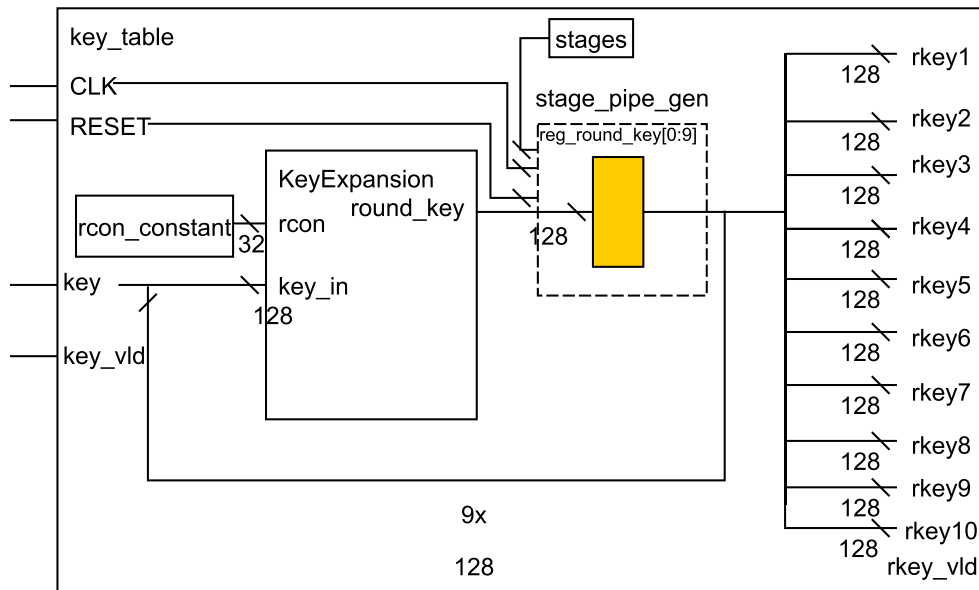 key_table
stages
CLK
RESET
stage_pipe_gen
reg_round_key[0:9]
KeyExpansion
round_key
rcon_constant
32
rcon
128
key
key_in
128
key_vld
9x
128
rkey1
128
rkey2
128
rkey3
128
rkey4
128
rkey5
128
rkey6
128
rkey7
128
rkey8
128
rkey9
128
rkey10
128
rkey_vld